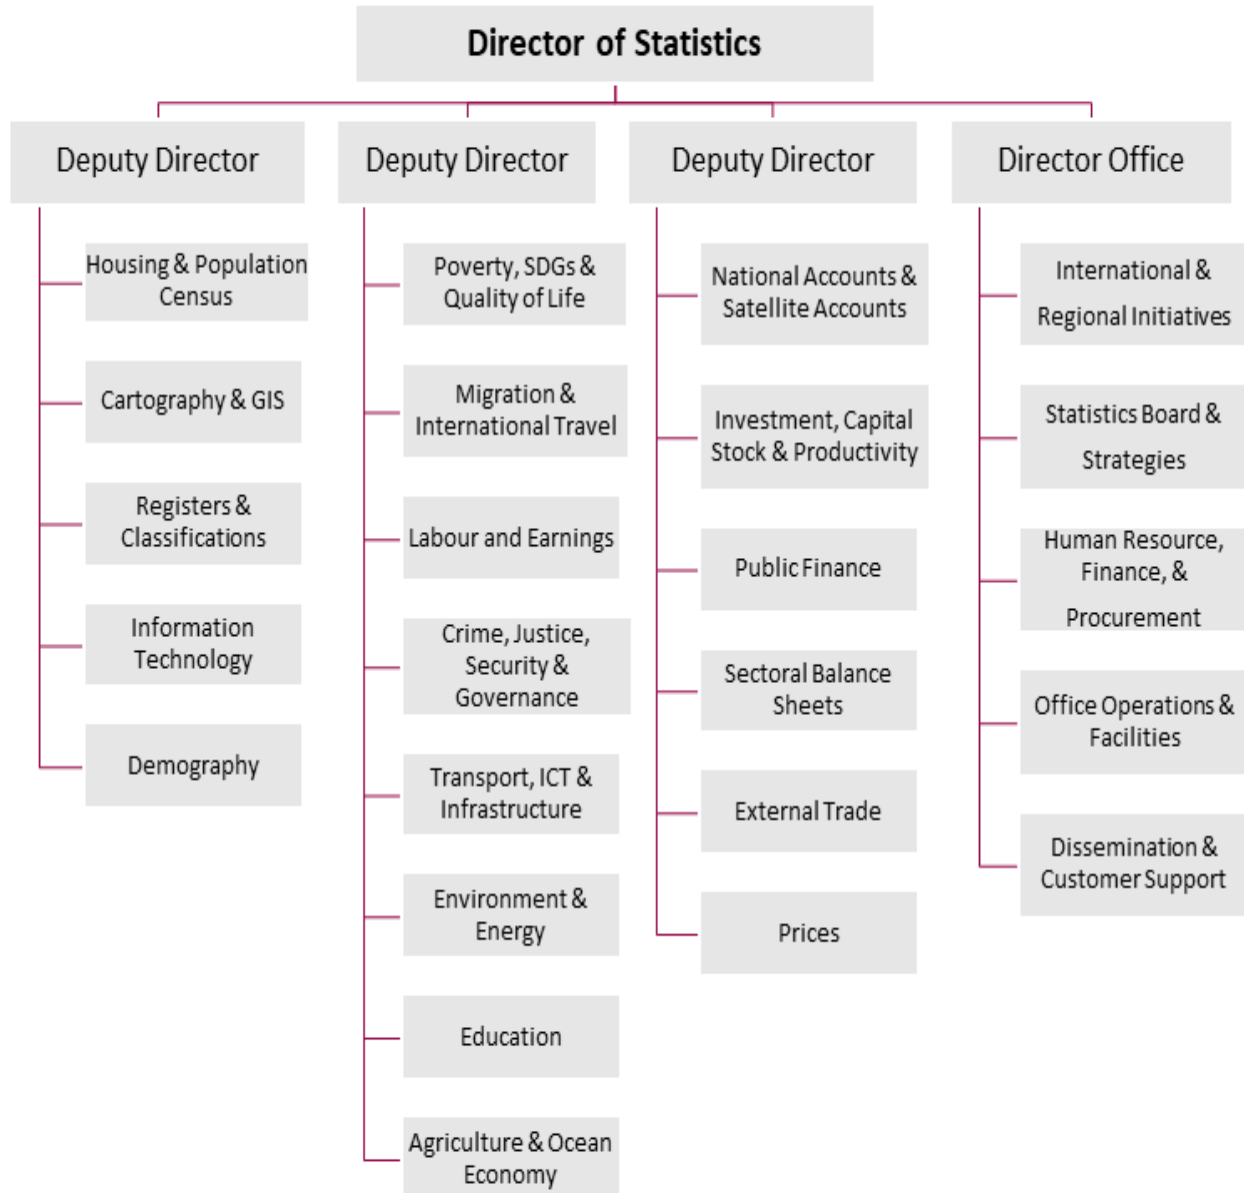 Director of Statistics
Deputy Director
Housing & Population
Census
Cartography & GIS
Registers &
Classifications
Information
Technology
Demography
Deputy Director
Poverty, SDGs &
Quality of Life
Migration &
International Travel
Labour and Earnings
Crime, Justice,
Security &
Governance
Transport, ICT &
Infrastructure
Environment &
Energy
Education
Agriculture & Ocean
Economy
Deputy Director
National Accounts &
Satellite Accounts
Investment, Capital
Stock & Productivity
Public Finance
Sectoral Balance
Sheets
External Trade
Prices
Director Office
International &
Regional Initiatives
Statistics Board &
Strategies
Human Resource,
Finance, &
Procurement
Office Operations &
Facilities
Dissemination &
Customer Support